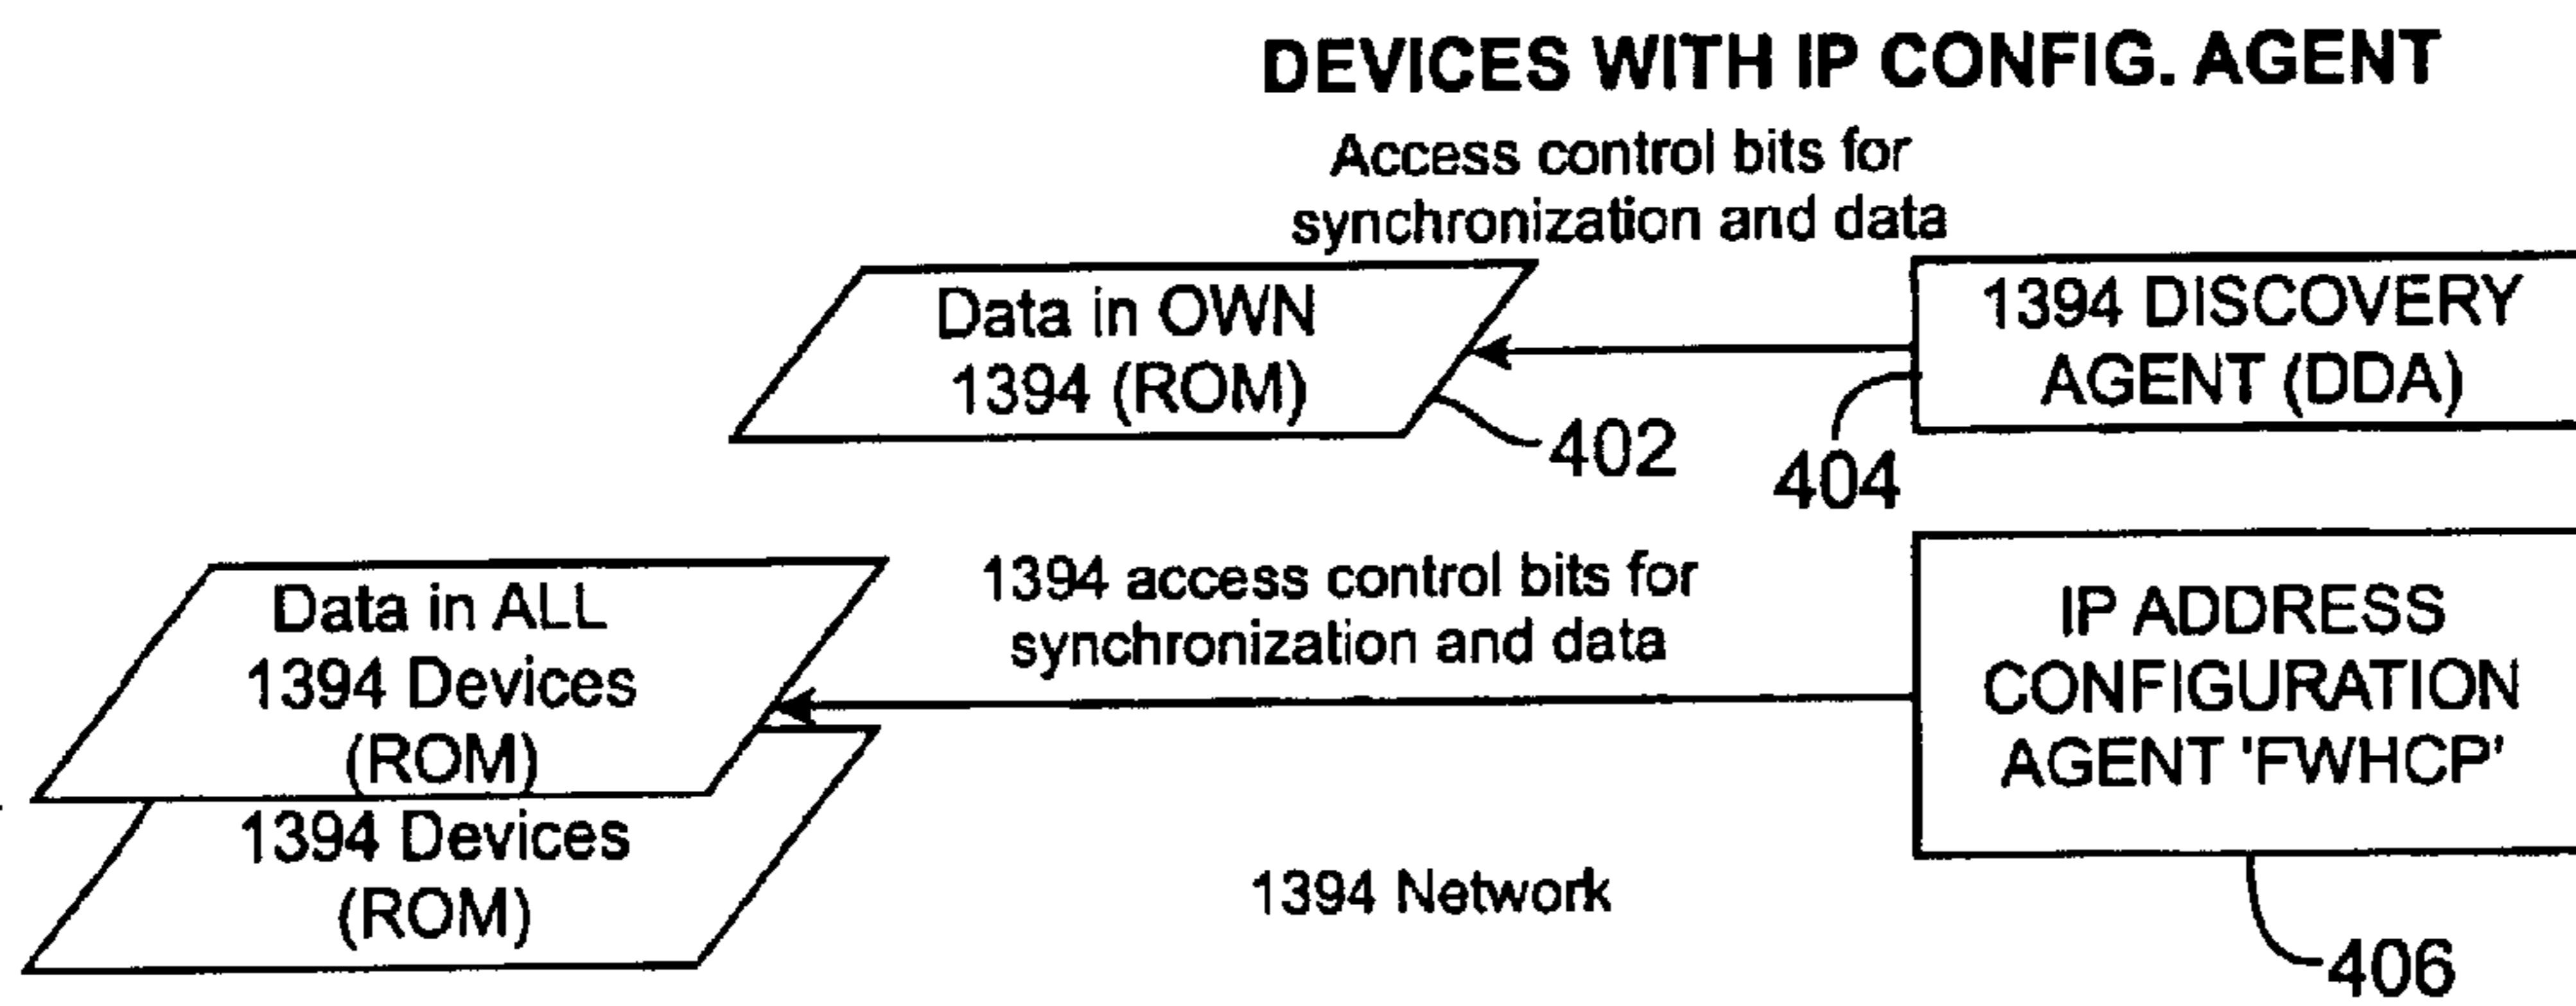 DEVICES WITH IP CONFIG. AGENT
Access control bits for
synchronization and data
Data in OWN
1394 (ROM)
402
1394 DISCOVERY
AGENT (DDA)
404
Data in ALL
1394 Devices
(ROM)
1394 Devices
(ROM)
1394 access control bits for
synchronization and data
1394 Network
IP ADDRESS
CONFIGURATION
AGENT 'FWHCP'
406